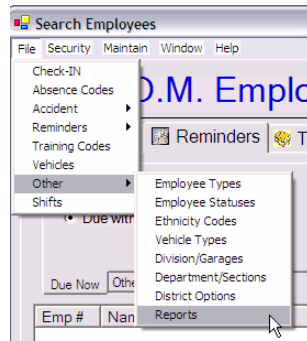 Search Employees
File Security Maintain Window Help
Check-IN
Absence Codes
Accident
Reminders
Training Codes
Vehicles
Other
Shifts
.M. Emplo
Reminders T
Employee Types
Employee Statuses
Ethnicity Codes
Vehicle Types
Division/Garages
Department/Sections
District Options
Reports
Due with
Due Now Othe
Emp # Nan